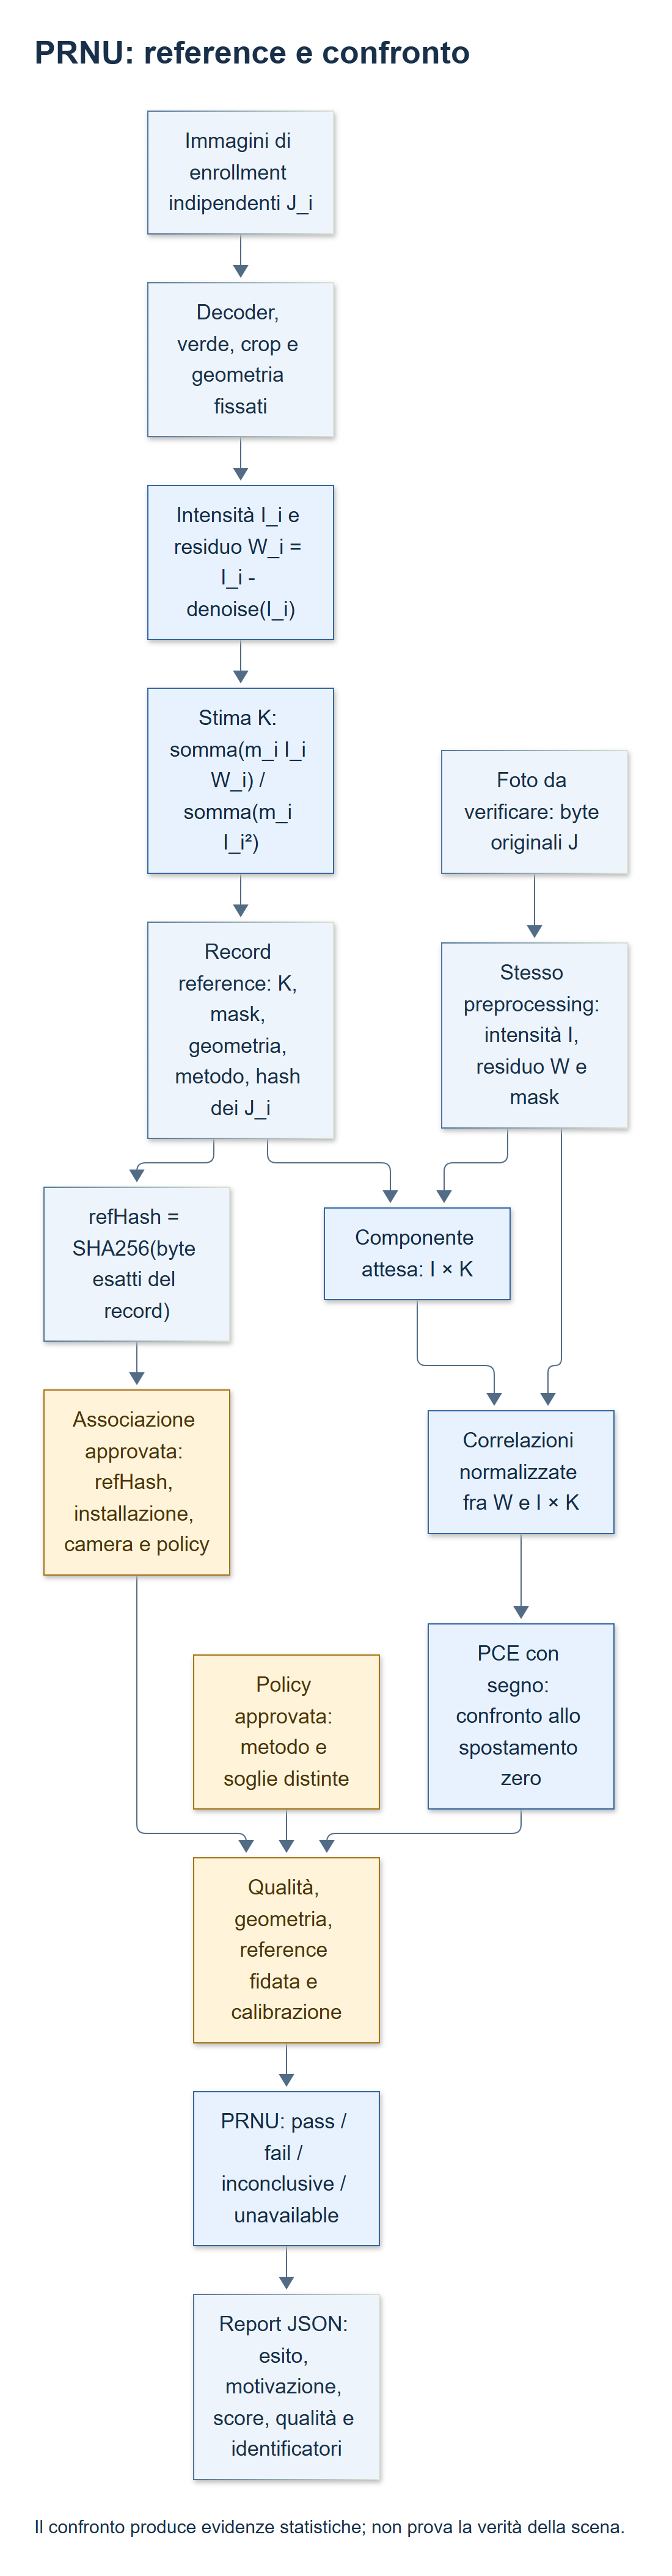 PRNU: reference e confronto
Immagini di
enrollment
indipendenti J_i
Decoder,
verde, crop e
geometria
fissati
Intensità I_i e
residuo W_i =
I_i -
denoise(I_i)
Stima K:
somma(m_i I_i
W_i) /
somma(m_i
I_i²)
Foto da
verificare: byte
originali J
Record
reference: K,
mask,
geometria,
metodo, hash
dei J_i
Stesso
preprocessing:
intensità I,
residuo W e
mask
refHash =
SHA256(byte
esatti del
record)
Componente
attesa: I × K
Associazione
approvata:
refHash,
installazione,
camera e policy
Correlazioni
normalizzate
fra W e I × K
Policy
approvata:
metodo e
soglie distinte
PCE con
segno:
confronto allo
spostamento
zero
Qualità,
geometria,
reference
fidata e
calibrazione
PRNU: pass /
fail /
inconclusive /
unavailable
Report JSON:
esito,
motivazione,
score, qualità e
identificatori
Il confronto produce evidenze statistiche; non prova la verità della scena.